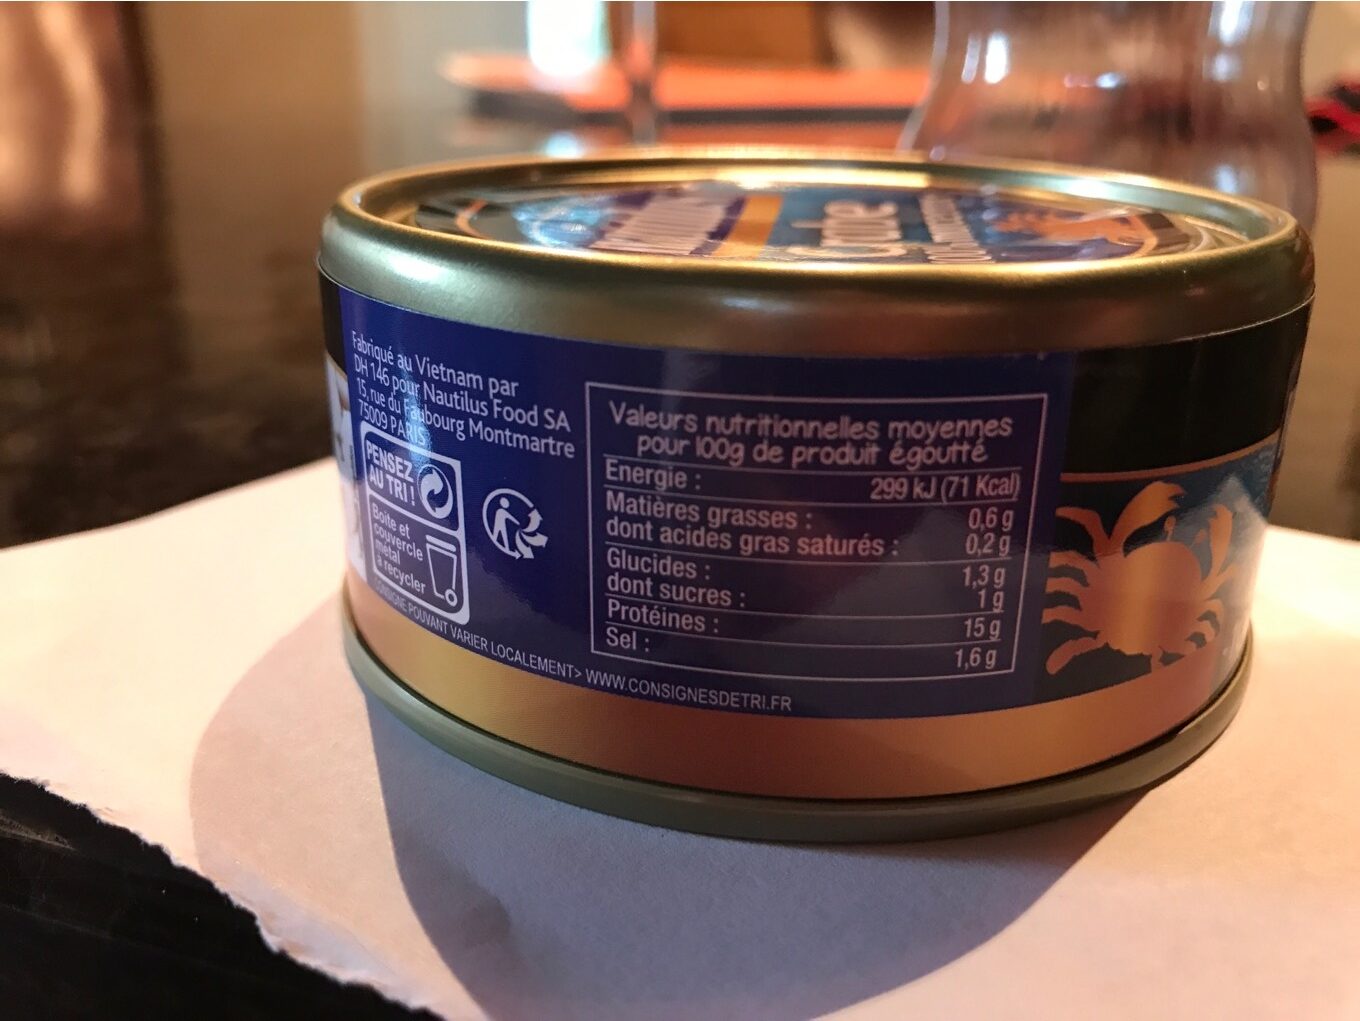 Crabe
Fabriqué au Vietnam par
DH 146 pour Nautilus Food SA
15, rue du Faubourg Montmartre
75009 PARIS
PENSEZ
AU TRI !
Boite et
couvercle
métal
à recycler
CONSIGNE POUVANT VARIER LOCALEMENT> WWW.CONSIGNESDETRI.FR
Valeurs nutritionnelles moyennes
pour 100g de produit égoutté
Energie : 299 kJ (71 Kcal)
Matières grasses : 0,6 g
dont acides gras saturés : 0,2 g
Glucides : 1,3 g
dont sucres : 1 g
Protéines : 15 g
Sel : 1,6 g